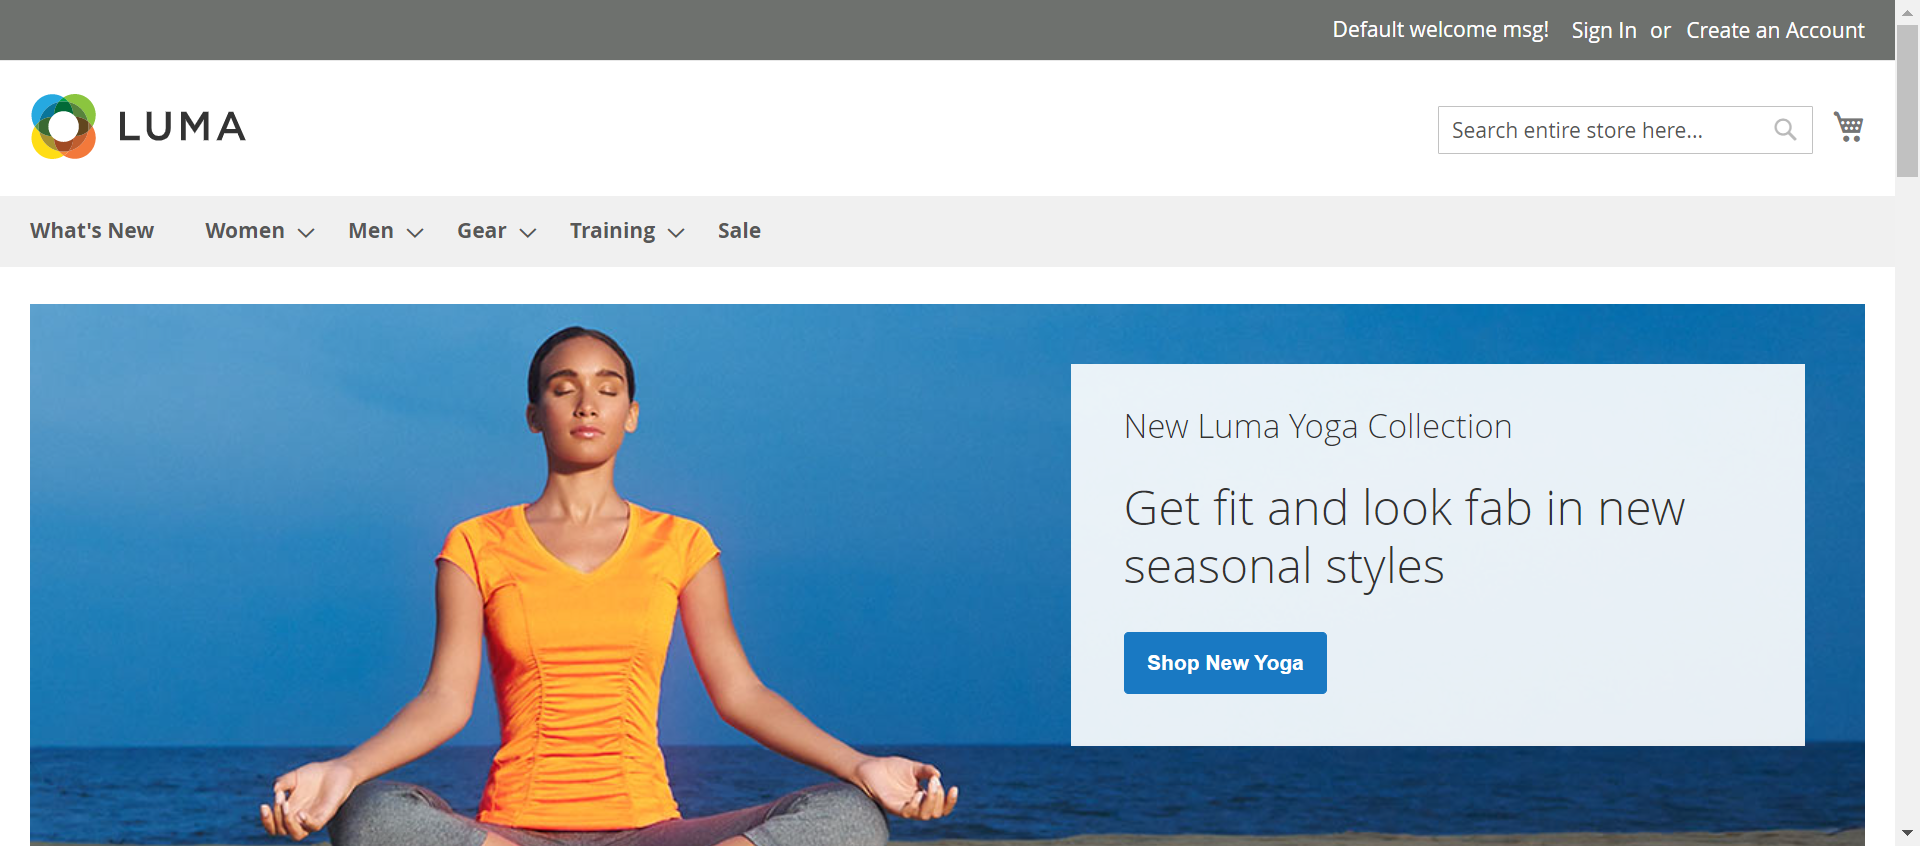 Default welcome msg! Sign In or Create an Account
LUMA
Search entire store here...
What's New Women Men Gear Training Sale
New Luma Yoga Collection
Get fit and look fab in new
seasonal styles
Shop New Yoga